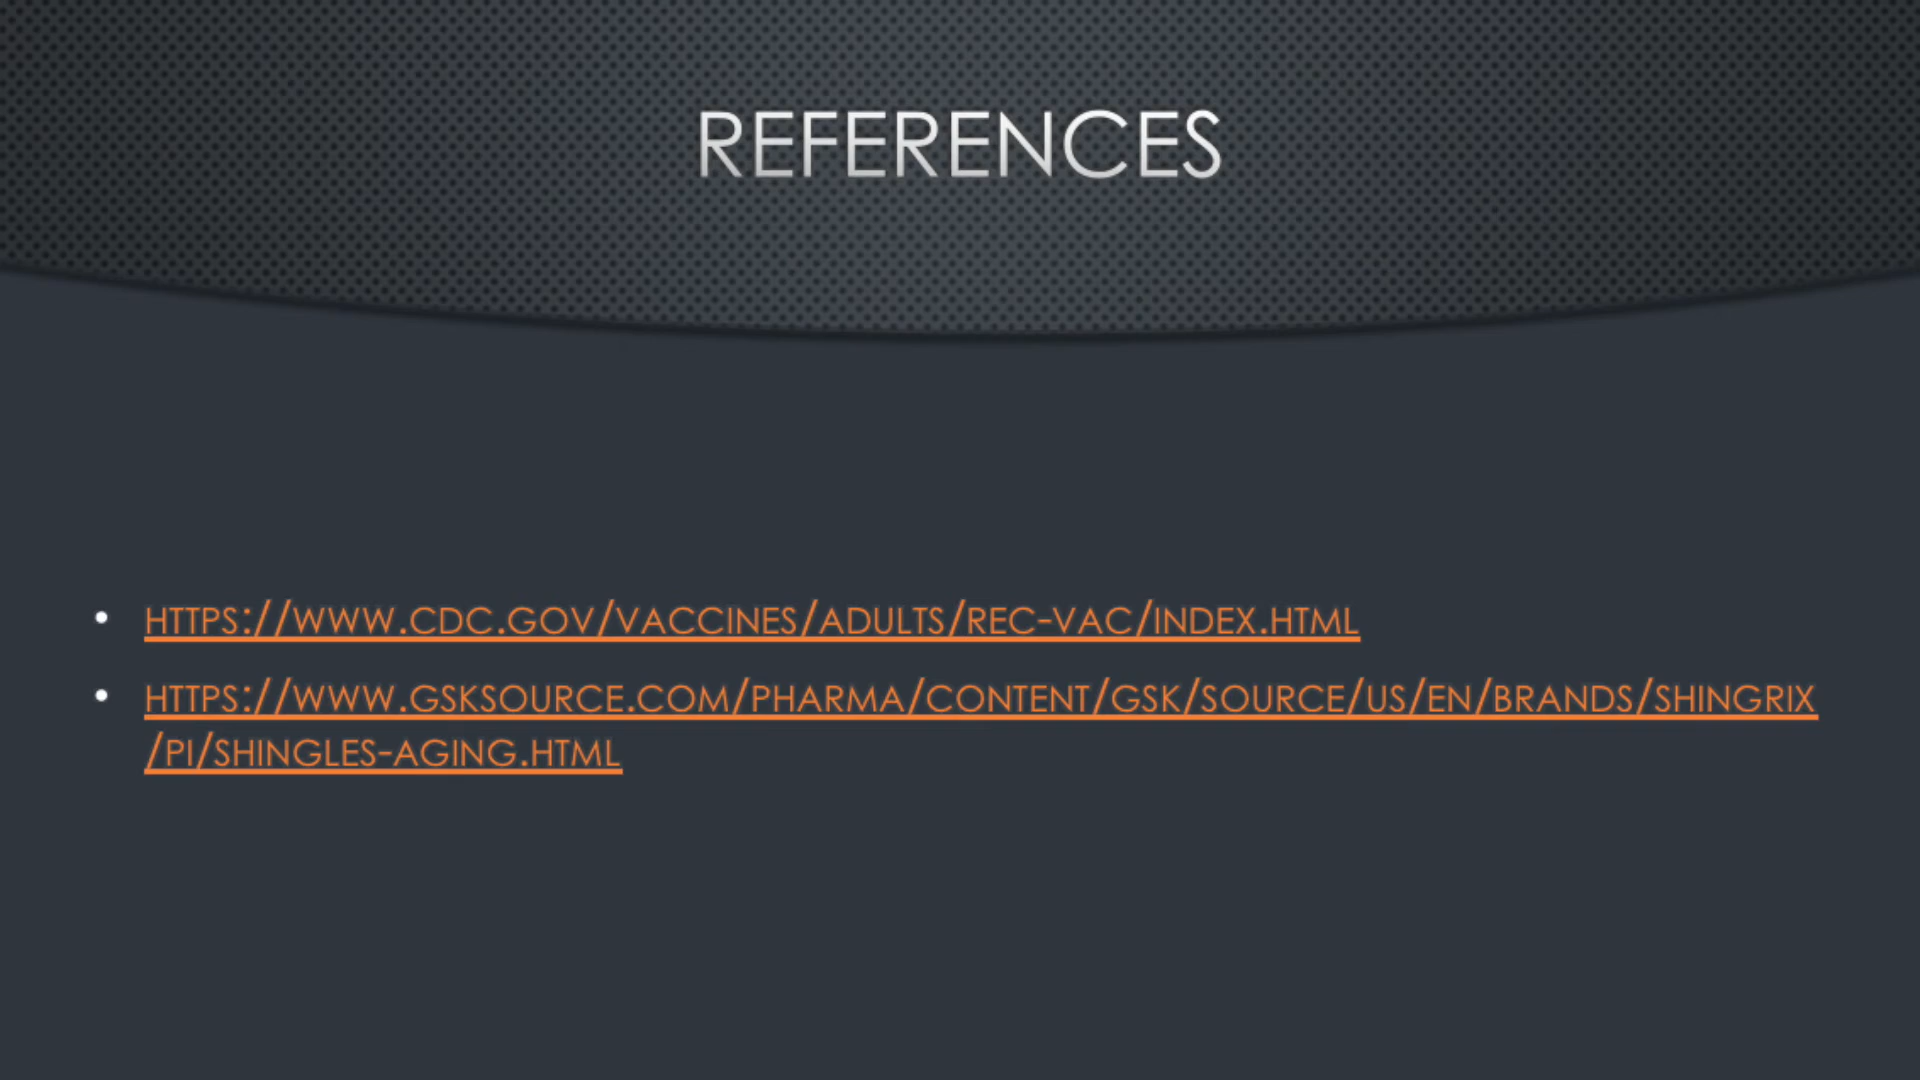 REFERENCES
• HTTPS://WWW.CDC.GOV/VACCINES/ADULTS/REC-VAC/INDEX.HTML
• HTTPS://WWW.GSKSOURCE.COM/PHARMA/CONTENT/GSK/SOURCE/US/EN/BRANDS/SHINGRIX
/PI/SHINGLES-AGING.HTML